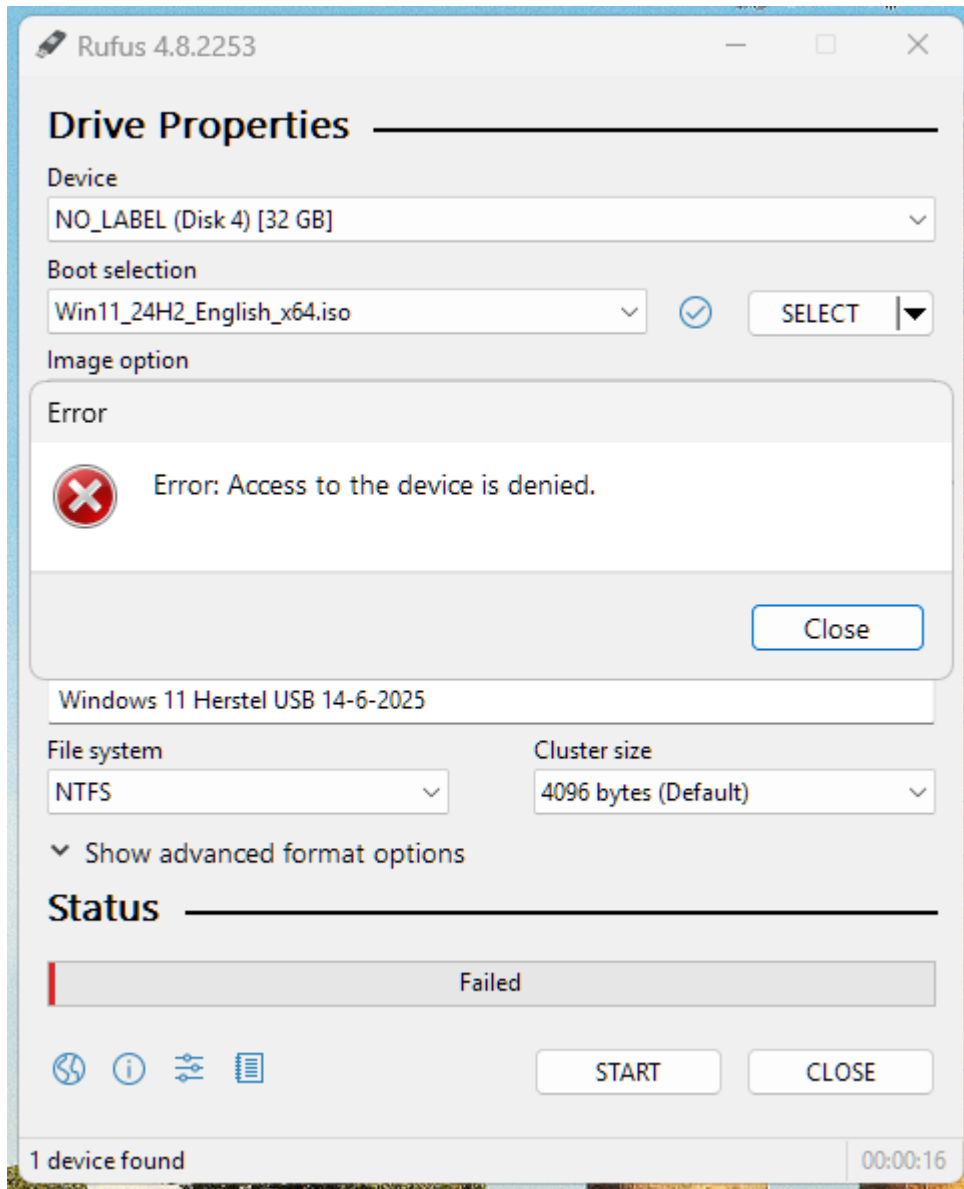 Rufus 4.8.2253
Drive Properties
Device
NO_LABEL (Disk 4) [32 GB]
Boot selection
Win11_24H2_English_x64.iso
SELECT
Image option
Error
Error: Access to the device is denied.
Close
Windows 11 Herstel USB 14-6-2025
File system Cluster size
NTFS 4096 bytes (Default)
Show advanced format options
Status
Failed
START CLOSE
1 device found 00:00:16